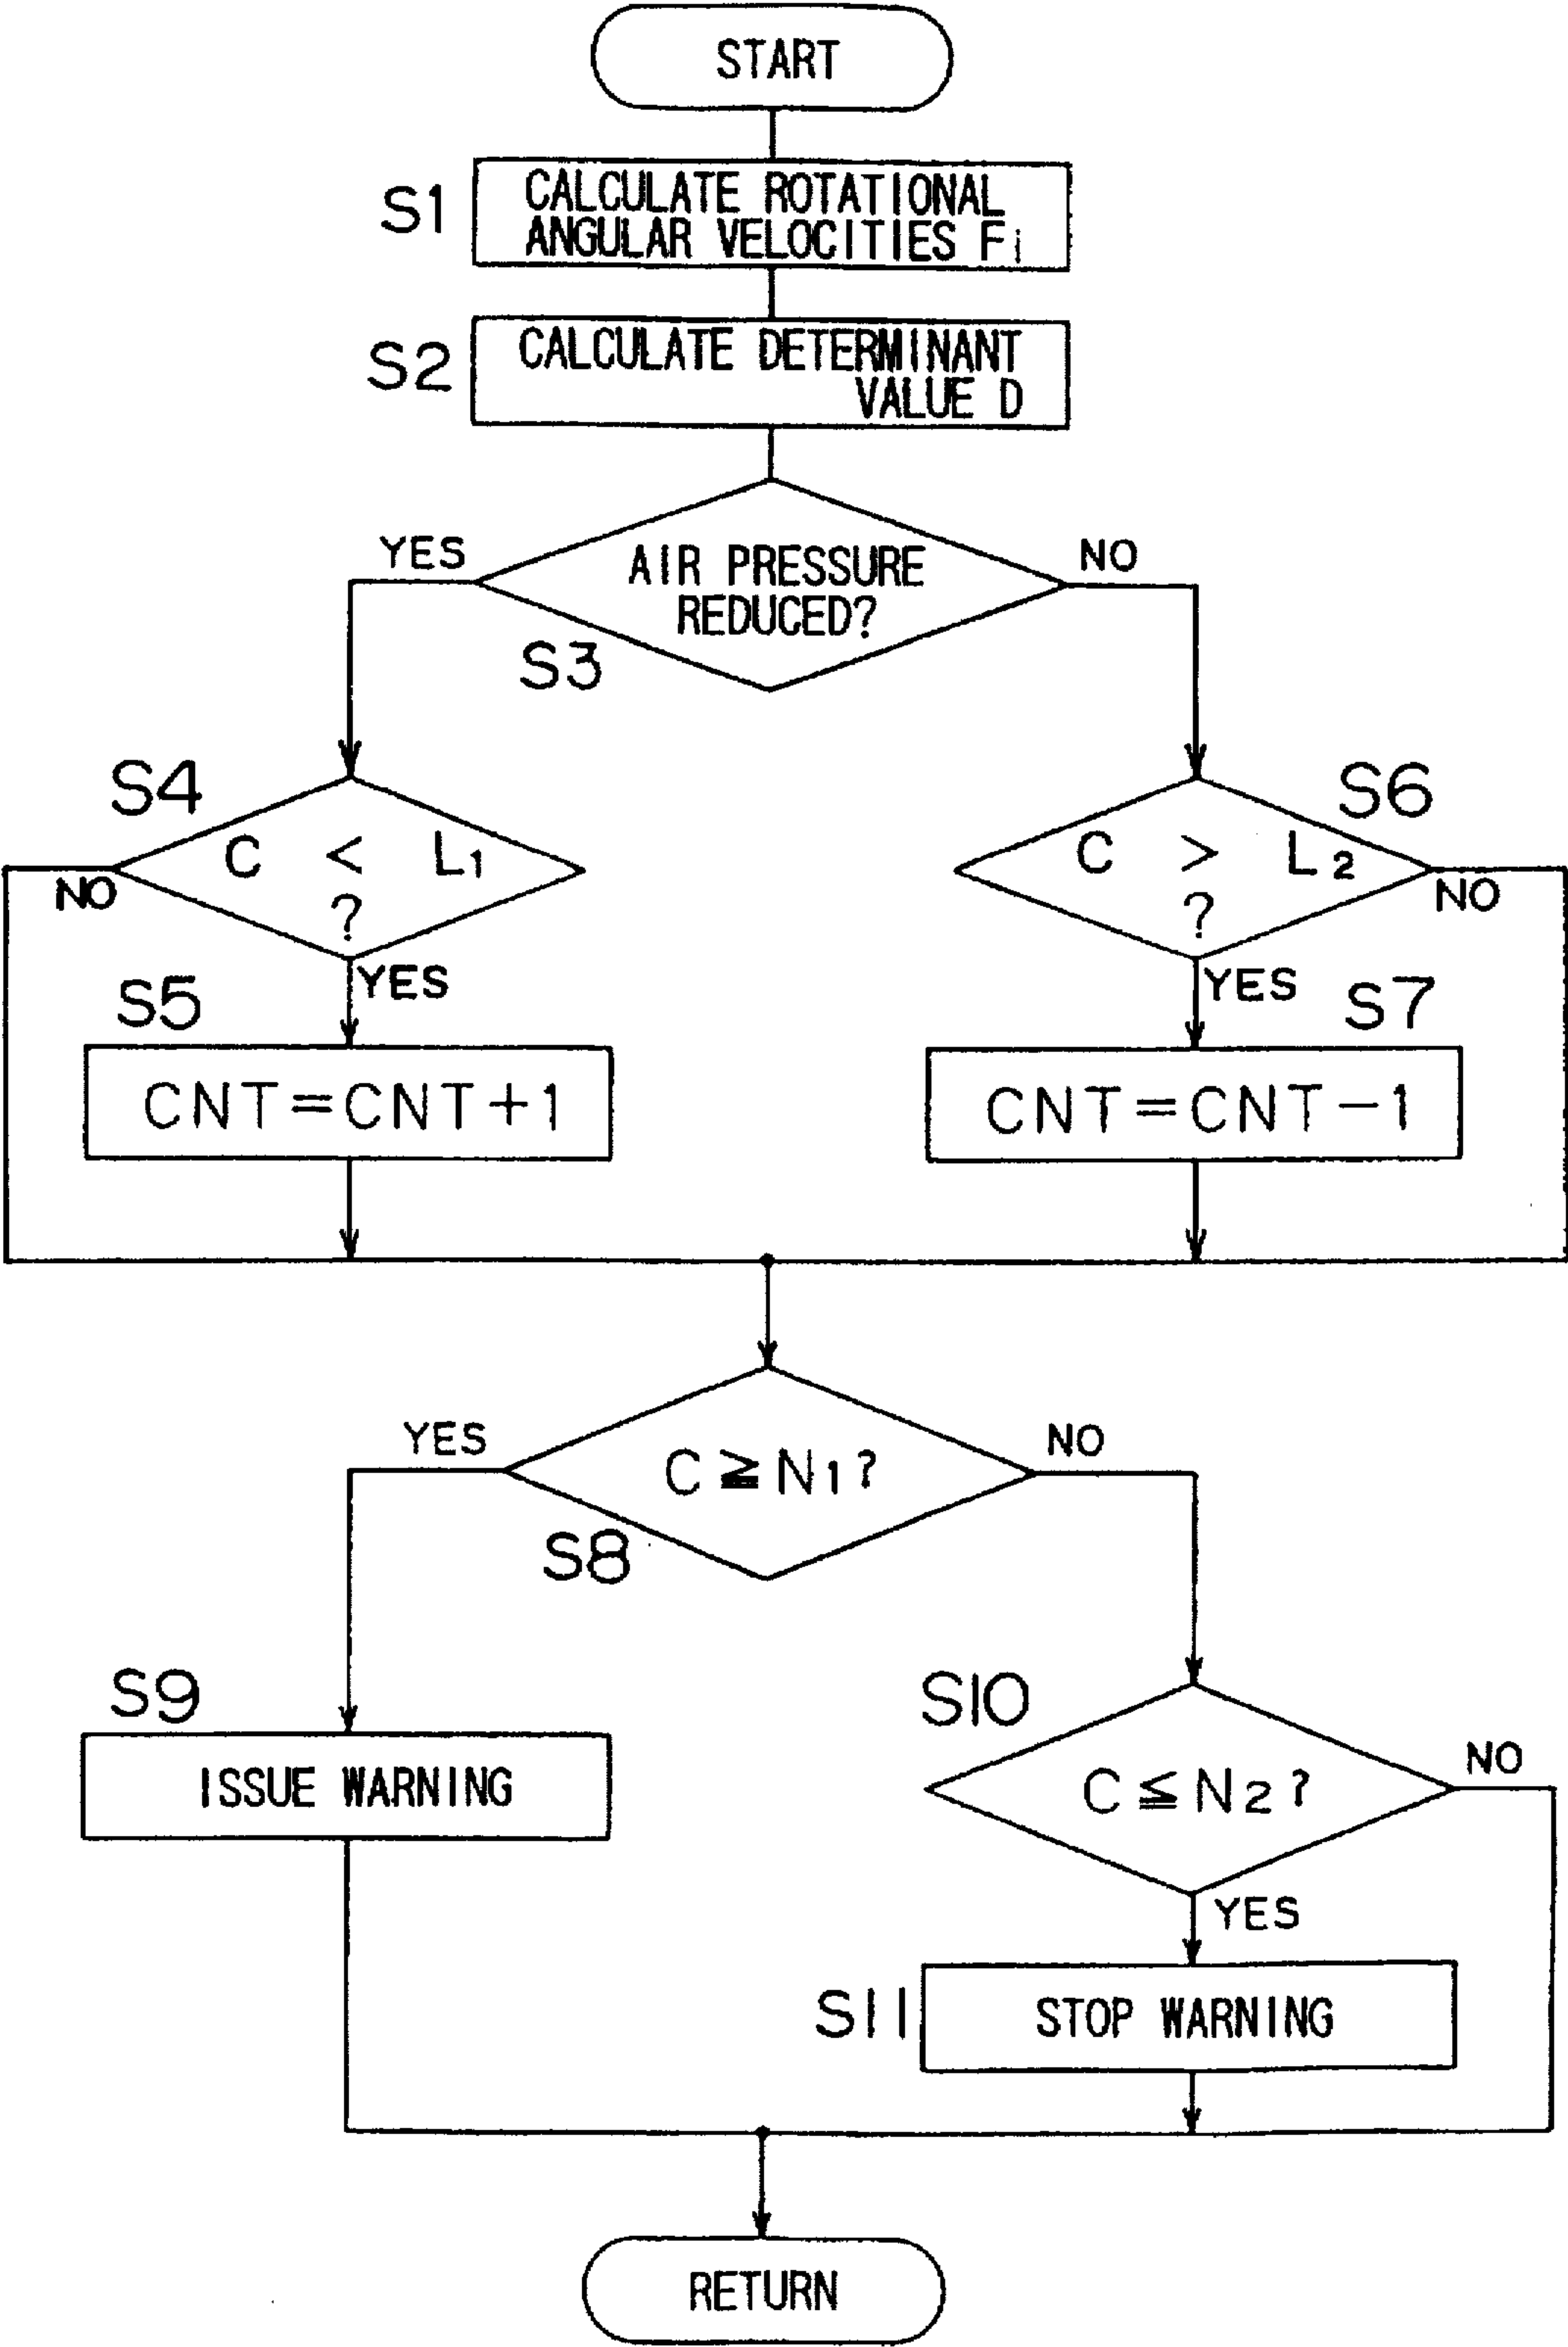 START
S1
CALCULATE ROTATIONAL
ANGULAR VELOCITIES Fi
S2
CALCULATE DETERMINANT
VALUE D
YES
AIR PRESSURE
REDUCED?
NO
S3
S4
C < L1
?
NO
YES
S6
C > L2
?
NO
YES
S5
CNT=CNT+1
S7
CNT=CNT-1
YES
C≧N1?
NO
S8
S9
ISSUE WARNING
S10
C≦N2?
NO
YES
S11
STOP WARNING
RETURN